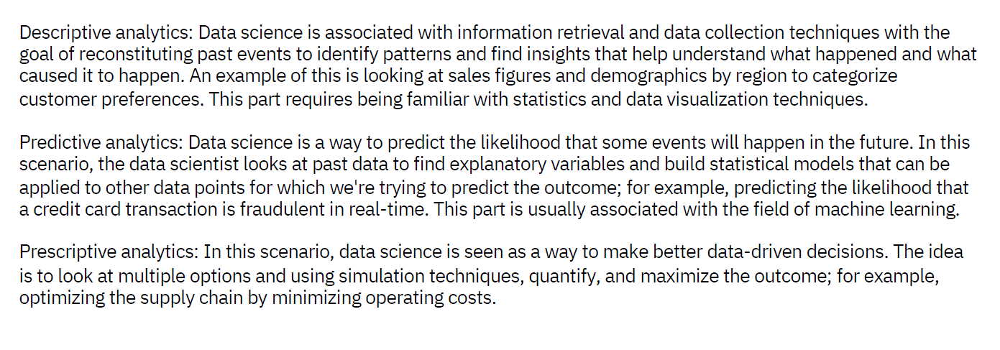 Descriptive analytics: Data science is associated with information retrieval and data collection techniques with the
goal of reconstituting past events to identify patterns and find insights that help understand what happened and what
caused it to happen. An example of this is looking at sales figures and demographics by region to categorize
customer preferences. This part requires being familiar with statistics and data visualization techniques.
Predictive analytics: Data science is a way to predict the likelihood that some events will happen in the future. In this
scenario, the data scientist looks at past data to find explanatory variables and build statistical models that can be
applied to other data points for which we're trying to predict the outcome; for example, predicting the likelihood that
a credit card transaction is fraudulent in real-time. This part is usually associated with the field of machine learning.
Prescriptive analytics: In this scenario, data science is seen as a way to make better data-driven decisions. The idea
is to look at multiple options and using simulation techniques, quantify, and maximize the outcome; for example,
optimizing the supply chain by minimizing operating costs.